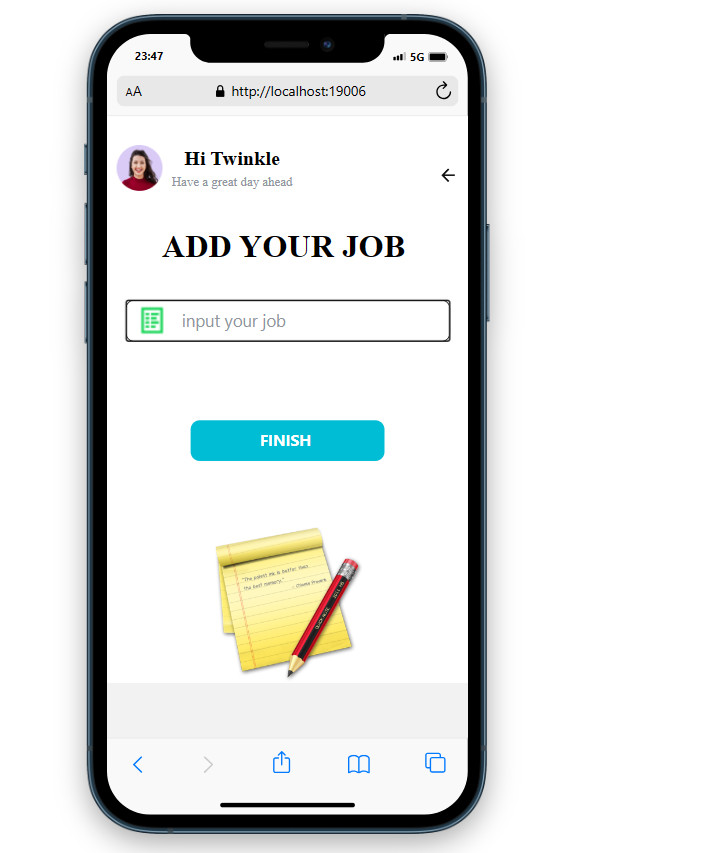 23:47
5G
AA
http://localhost:19006
Hi Twinkle
Have a great day ahead
ADD YOUR JOB
input your job
FINISH
"The palest ink is better than
the best memory."
- Chinese Proverb